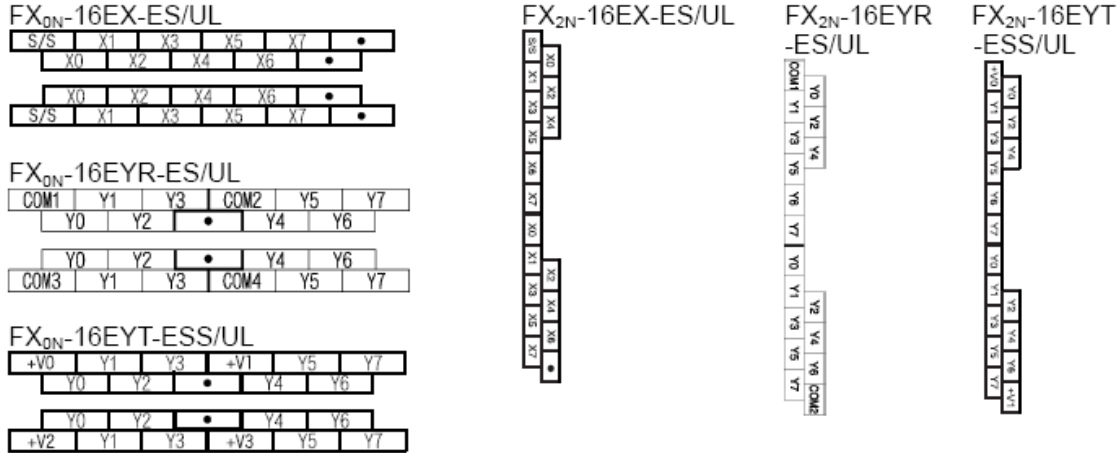 FX0N-16EX-ES/UL
S/S X1 X3 X5 X7 •
X0 X2 X4 X6 •
X0 X2 X4 X6 •
S/S X1 X3 X5 X7 •
FX0N-16EYR-ES/UL
COM1 Y1 Y3 COM2 Y5 Y7
Y0 Y2 • Y4 Y6
Y0 Y2 • Y4 Y6
COM3 Y1 Y3 COM4 Y5 Y7
FX0N-16EYT-ESS/UL
+V0 Y1 Y3 +V1 Y5 Y7
Y0 Y2 • Y4 Y6
Y0 Y2 • Y4 Y6
+V2 Y1 Y3 +V3 Y5 Y7
FX2N-16EX-ES/UL
X0 X2 X4 X2 X4 X6 •
S/S X1 X3 X5 X6 X7 X0 X1 X3 X5 X7
FX2N-16EYR
-ES/UL
Y0 Y2 Y4 Y2 Y4 Y6 COM2
COM1 Y1 Y3 Y5 Y6 Y7 Y0 Y1 Y3 Y5 Y7
FX2N-16EYT
-ESS/UL
Y0 Y2 Y4 Y2 Y4 Y6 +V1
+V0 Y1 Y3 Y5 Y6 Y7 Y0 Y1 Y3 Y5 Y7